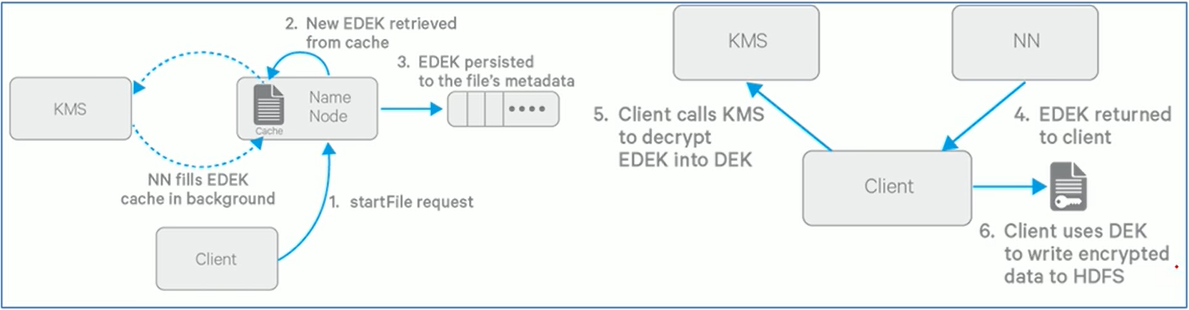 2. New EDEK retrieved
from cache
3. EDEK persisted
to the file's metadata
KMS
Name
Node
Cache
NN fills EDEK
cache in background
1. startFile request
Client
KMS
NN
5. Client calls KMS
to decrypt
EDEK into DEK
4. EDEK returned
to client
Client
6. Client uses DEK
to write encrypted
data to HDFS